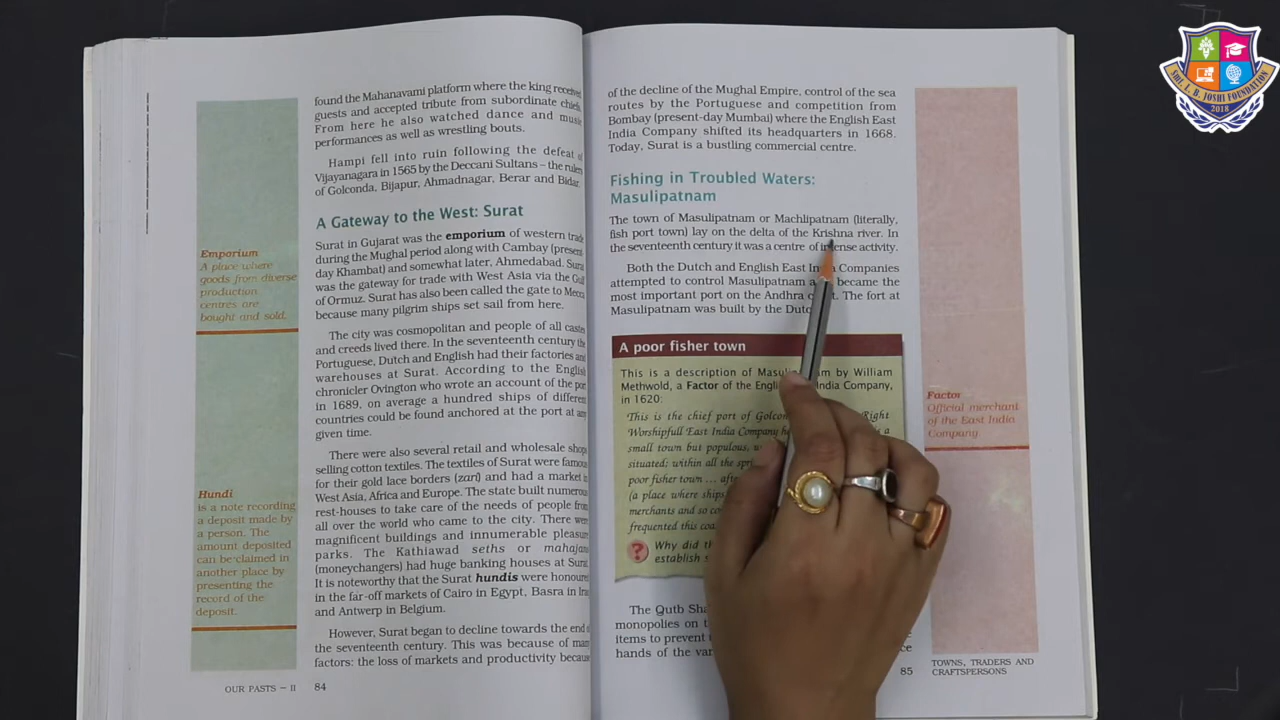 found the Mahanavami platform where the king received
guests and accepted tribute from subordinate chiefs.
From here he also watched dance and music
performances as well as wrestling bouts.
Hampi fell into ruin following the defeat of
Vijayanagara in 1565 by the Deccani Sultans – the rulers
of Golconda, Bijapur, Ahmadnagar, Berar and Bidar.
A Gateway to the West: Surat
Surat in Gujarat was the emporium of western trade
during the Mughal period along with Cambay (present-
day Khambat) and somewhat later, Ahmedabad. Surat
was the gateway for trade with West Asia via the Gulf
of Ormuz. Surat has also been called the gate to Mecca
because many pilgrim ships set sail from here.
The city was cosmopolitan and people of all castes
and creeds lived there. In the seventeenth century the
Portuguese, Dutch and English had their factories and
warehouses at Surat. According to the English
chronicler Ovington who wrote an account of the port
in 1689, on average a hundred ships of different
countries could be found anchored at the port at any
given time.
There were also several retail and wholesale shops
selling cotton textiles. The textiles of Surat were famous
for their gold lace borders (zari) and had a market in
West Asia, Africa and Europe. The state built numerous
rest-houses to take care of the needs of people from
all over the world who came to the city. There were
magnificent buildings and innumerable pleasure
parks. The Kathiawad seths or mahajans
(moneychangers) had huge banking houses at Surat.
It is noteworthy that the Surat hundis were honoured
in the far-off markets of Cairo in Egypt, Basra in Iraq
and Antwerp in Belgium.
However, Surat began to decline towards the end of
the seventeenth century. This was because of many
factors: the loss of markets and productivity because
Emporium
A place where
goods from diverse
production
centres are
bought and sold.
Hundi
is a note recording
a deposit made by
a person. The
amount deposited
can be claimed in
another place by
presenting the
record of the
deposit.
OUR PASTS – II 84
of the decline of the Mughal Empire, control of the sea
routes by the Portuguese and competition from
Bombay (present-day Mumbai) where the English East
India Company shifted its headquarters in 1668.
Today, Surat is a bustling commercial centre.
Fishing in Troubled Waters:
Masulipatnam
The town of Masulipatnam or Machlipatnam (literally,
fish port town) lay on the delta of the Krishna river. In
the seventeenth century it was a centre of intense activity.
Both the Dutch and English East India Companies
attempted to control Masulipatnam as became the
most important port on the Andhra coast. The fort at
Masulipatnam was built by the Dutch
A poor fisher town
This is a description of Masulipatnam by William
Methwold, a Factor of the English India Company,
in 1620:
This is the chief port of Golconda Right
Worshipfull East India Company a
small town but populous,
situated: within all the
poor fisher town …
(a place where ships
merchants and so
frequented this
Why did
establish
The Qutb
monopolies on
items to prevent
hands of the
Factor
Official merchant
of the East India
Company
85 TOWNS, TRADERS AND
CRAFTSPERSONS
SHRI. L. B. JOSHI FOUNDATION
2018